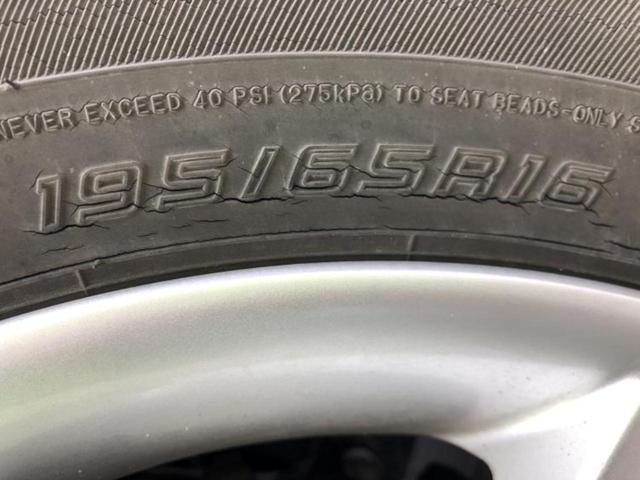 NEVER EXCEED 40 PSI (275kPa) TO SEAT BEADS-ONLY
195/65R16